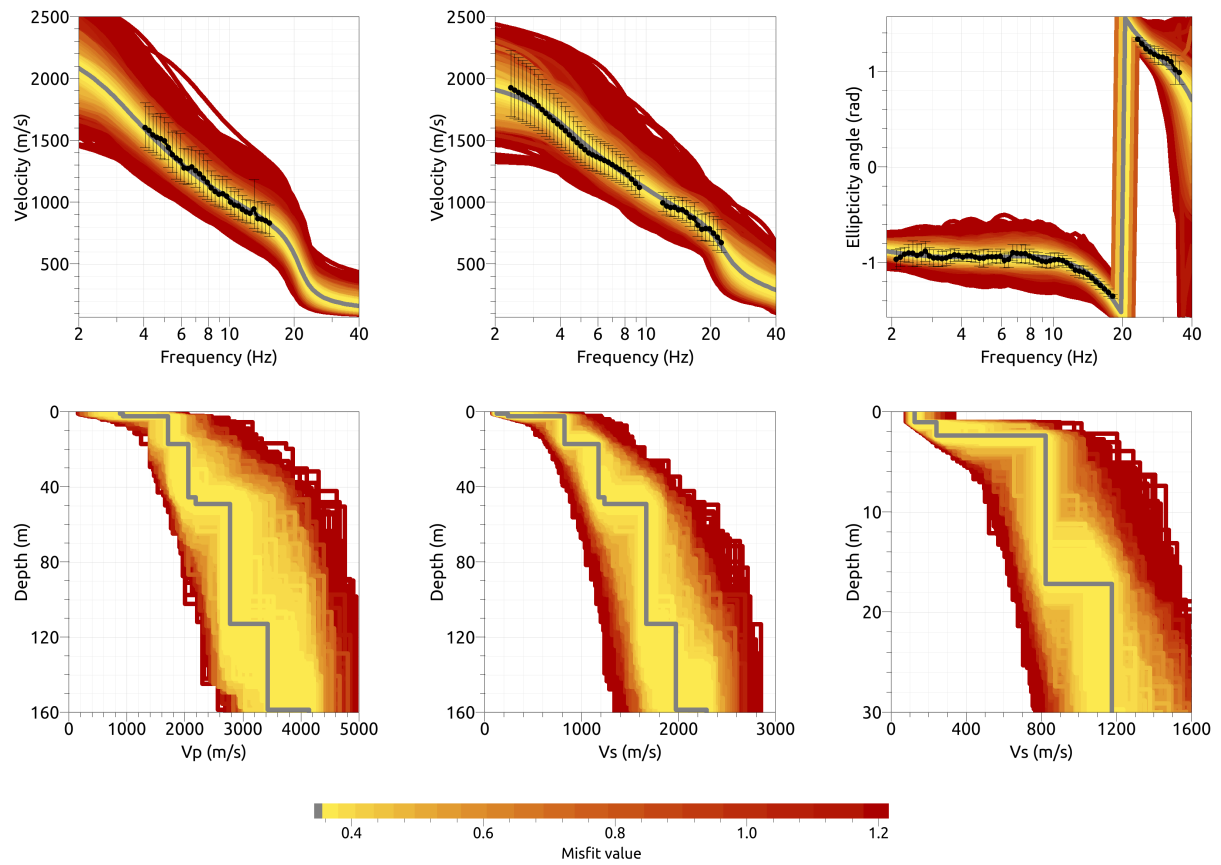 2500
2000
1500
1000
500
Velocity (m/s)
2 4 6 8 10 20 40
Frequency (Hz)
2500
2000
1500
1000
500
Velocity (m/s)
2 4 6 8 10 20 40
Frequency (Hz)
1
0
-1
Ellipticity angle (rad)
2 4 6 8 10 20 40
Frequency (Hz)
0
40
80
120
160
Depth (m)
0 1000 2000 3000 4000 5000
Vp (m/s)
0
40
80
120
160
Depth (m)
0 1000 2000 3000
Vs (m/s)
0
10
20
30
Depth (m)
0 400 800 1200 1600
Vs (m/s)
0.4 0.6 0.8 1.0 1.2
Misfit value